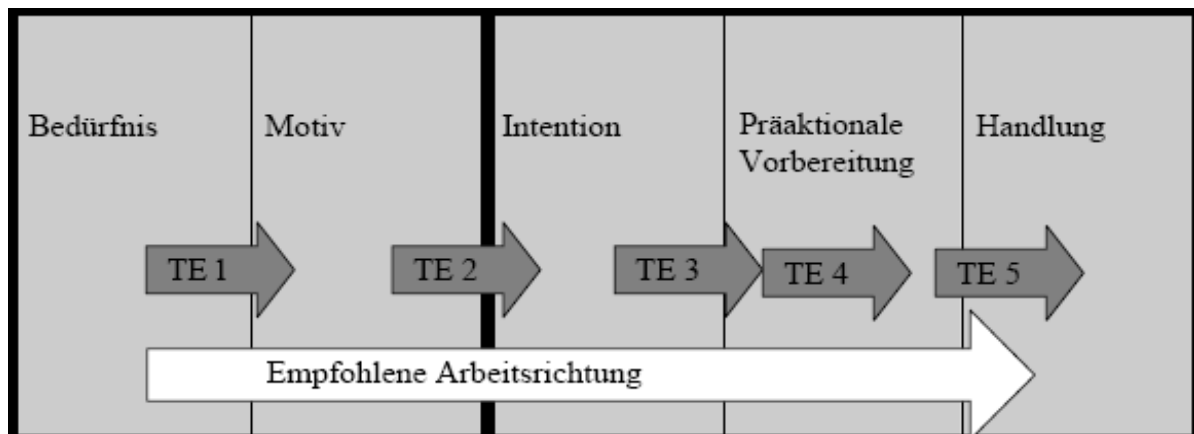 Bedürfnis
Motiv
Intention
Präaktionale
Vorbereitung
Handlung
TE 1
TE 2
TE 3
TE 4
TE 5
Empfohlene Arbeitsrichtung